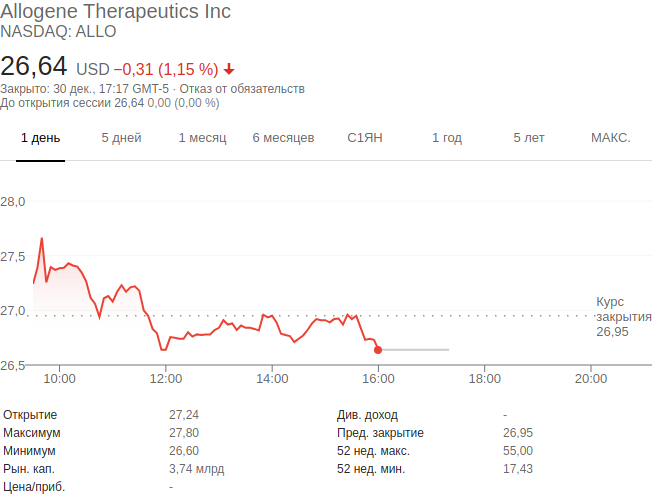 Allogene Therapeutics Inc
NASDAQ: ALLO
26,64 USD −0,31 (1,15 %)
Закрыто: 30 дек., 17:17 GMT-5 · Отказ от обязательств
До открытия сессии 26,64 0,00 (0,00 %)
1 день 5 дней 1 месяц 6 месяцев С1ЯН 1 год 5 лет МАКС.
28,0
27,5
27,0
26,5
Курс
закрытия
26,95
10:00 12:00 14:00 16:00 18:00 20:00
Открытие 27,24 Див. доход -
Максимум 27,80 Пред. закрытие 26,95
Минимум 26,60 52 нед. макс. 55,00
Рын. кап. 3,74 млрд 52 нед. мин. 17,43
Цена/приб. -